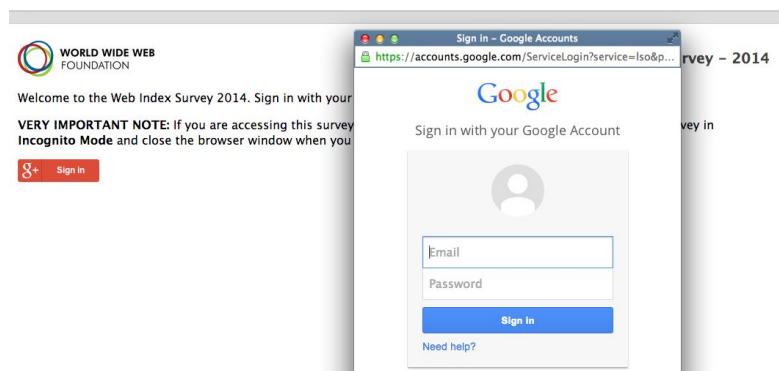 WORLD WIDE WEB
FOUNDATION
rvey – 2014
Welcome to the Web Index Survey 2014. Sign in with your
VERY IMPORTANT NOTE: If you are accessing this survey
vey in
Incognito Mode and close the browser window when you
g+ Sign in
Sign in – Google Accounts
https://accounts.google.com/ServiceLogin?service=lso&p...
Google
Sign in with your Google Account
Email
Password
Sign in
Need help?